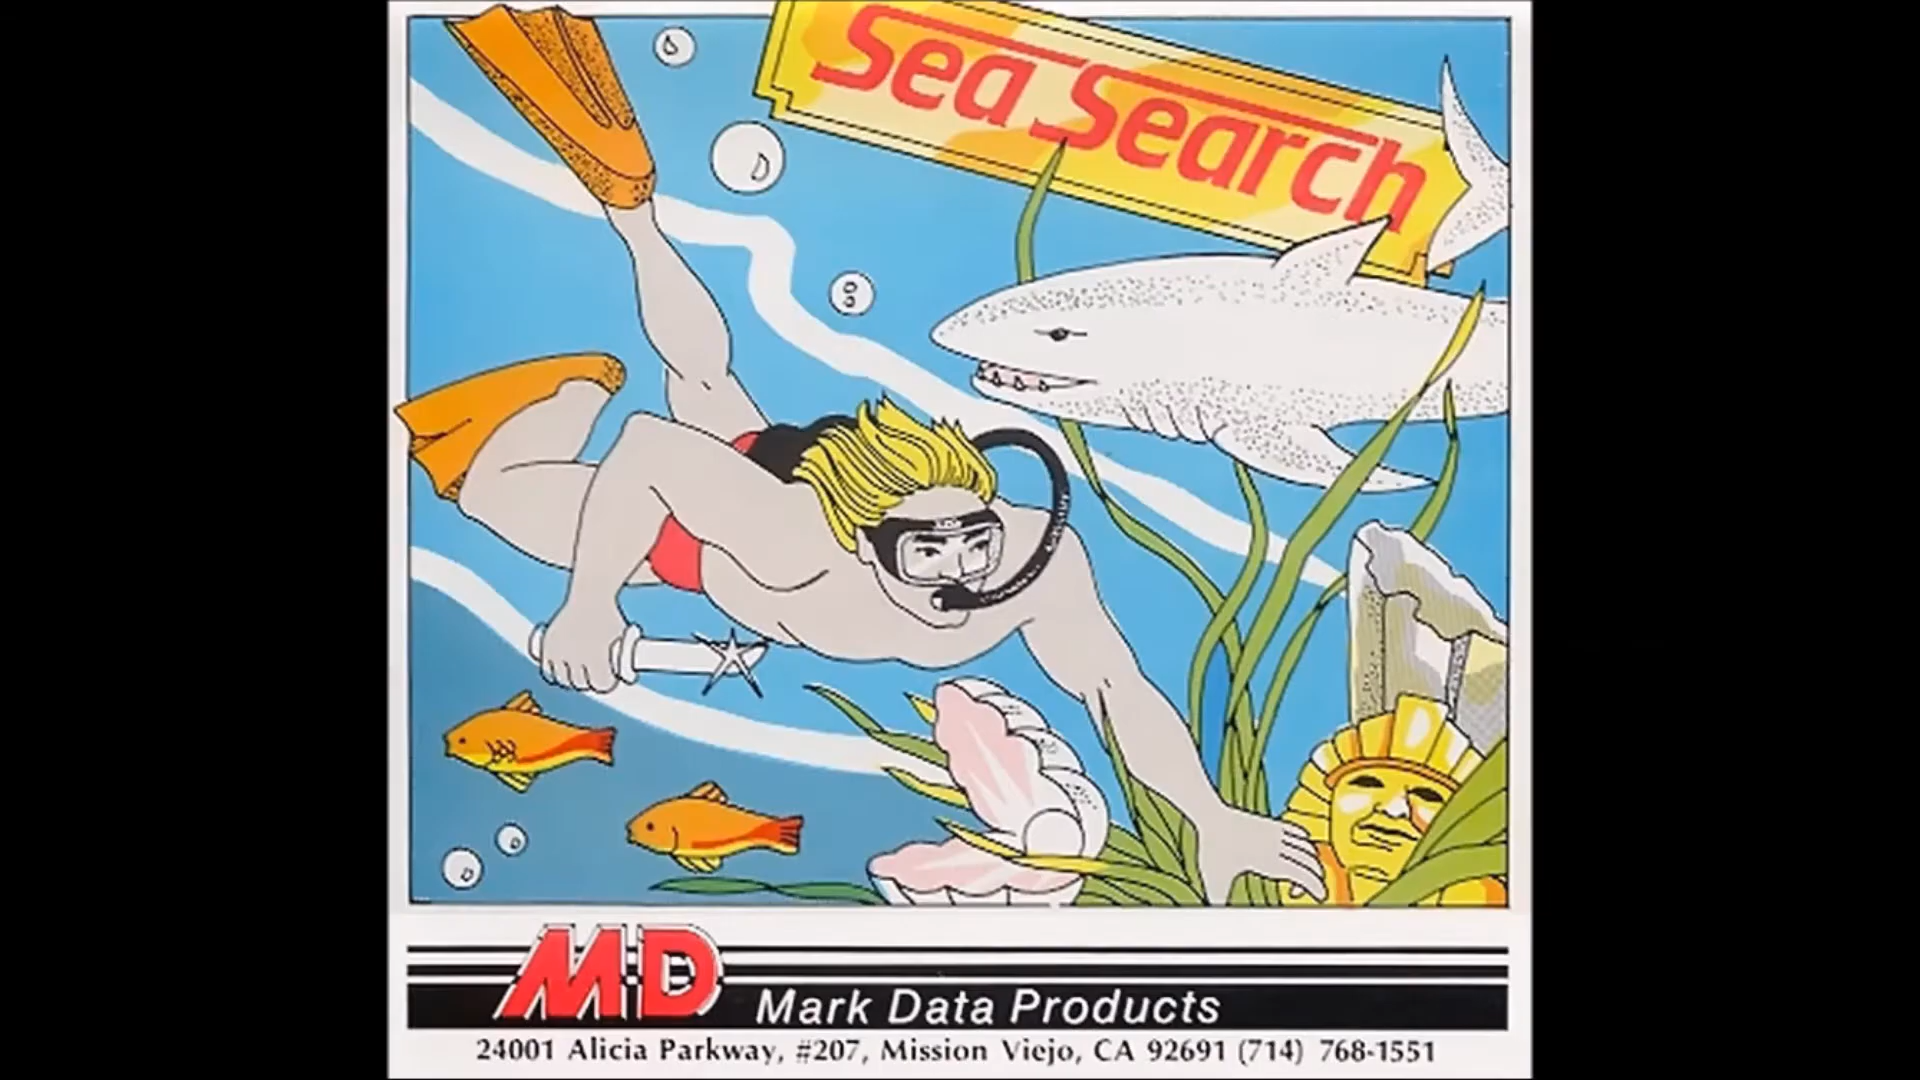 Sea Search
MD
Mark Data Products
24001 Alicia Parkway, #207, Mission Viejo, CA 92691 (714) 768-1551